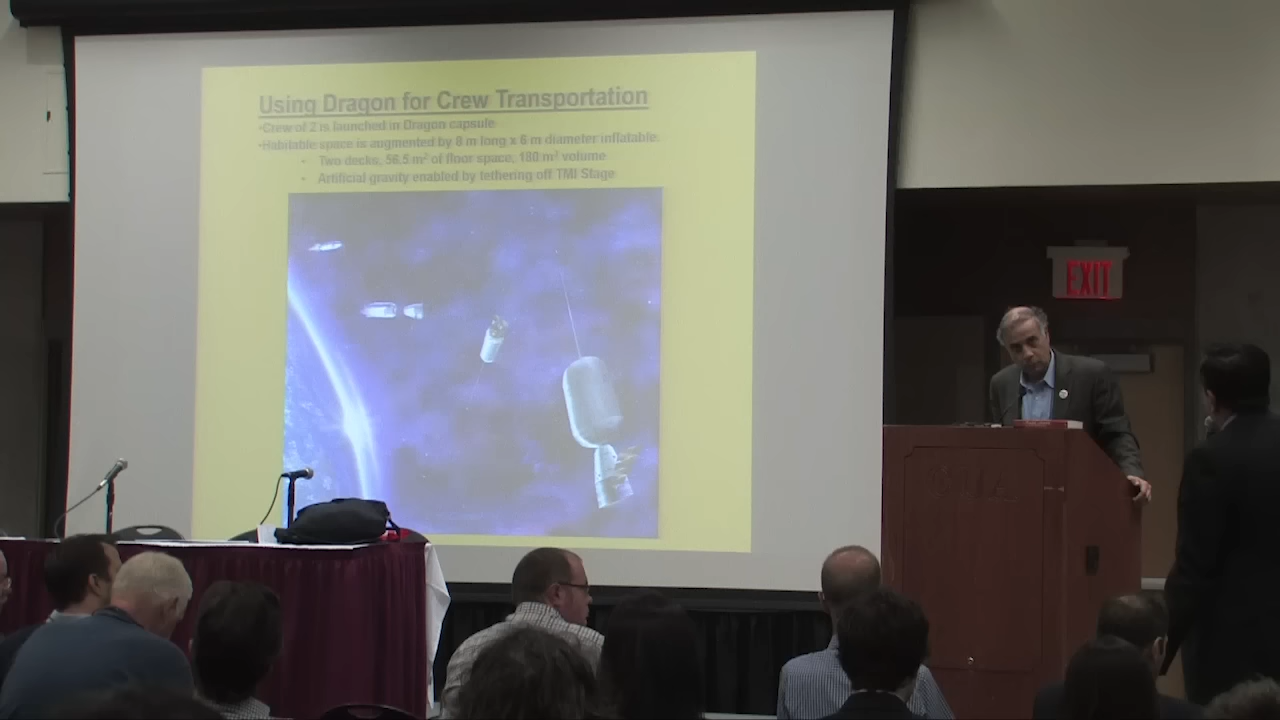 Using Dragon for Crew Transportation
•Crew of 2 is launched in Dragon capsule
•Habitable space is augmented by 8 m long x 6 m diameter inflatable.
• Two decks, 56.5 m² of floor space, 180 m³ volume
• Artificial gravity enabled by tethering off TMI Stage
EXIT